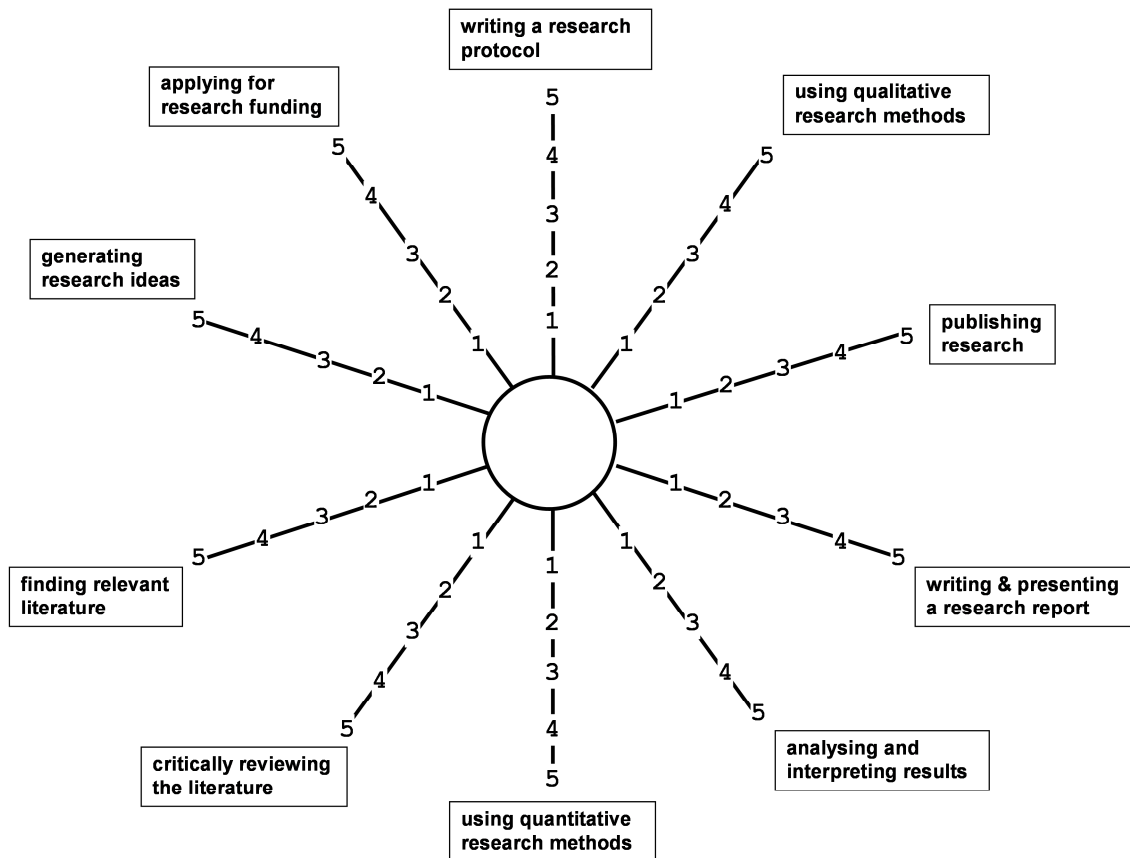 writing a research
protocol
5
4
3
2
1
using qualitative
research methods
5
4
3
2
1
publishing
research
5
4
3
2
1
writing & presenting
a research report
1
2
3
4
5
analysing and
interpreting results
1
2
3
4
5
using quantitative
research methods
1
2
3
4
5
critically reviewing
the literature
1
2
3
4
5
finding relevant
literature
1
2
3
4
5
generating
research ideas
5
4
3
2
1
applying for
research funding
5
4
3
2
1